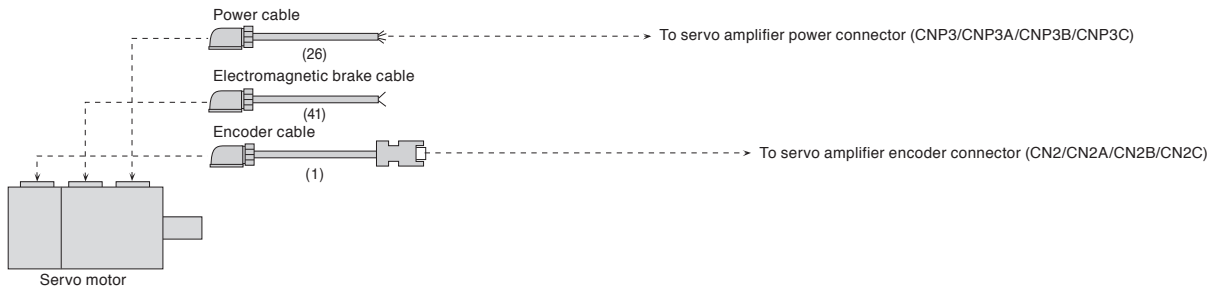 Power cable
To servo amplifier power connector (CNP3/CNP3A/CNP3B/CNP3C)
(26)
Electromagnetic brake cable
(41)
Encoder cable
To servo amplifier encoder connector (CN2/CN2A/CN2B/CN2C)
(1)
Servo motor